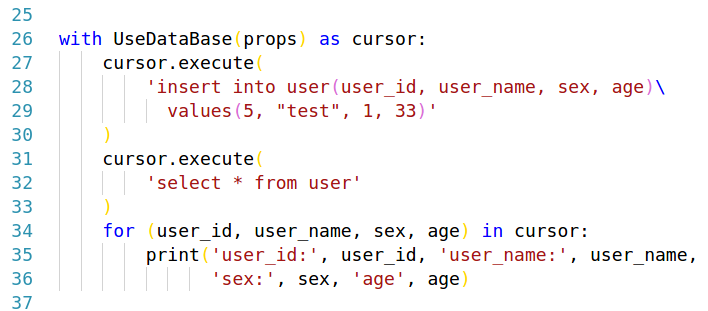 25
26 with UseDataBase(props) as cursor:
27     cursor.execute(
28         'insert into user(user_id, user_name, sex, age)\
29           values(5, "test", 1, 33)'
30     )
31     cursor.execute(
32         'select * from user'
33     )
34     for (user_id, user_name, sex, age) in cursor:
35         print('user_id:', user_id, 'user_name:', user_name,
36               'sex:', sex, 'age', age)
37